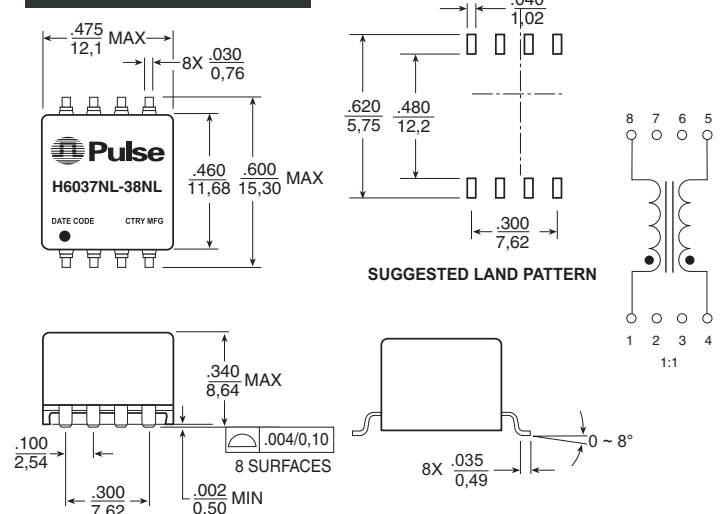 .475
12,1
MAX
8X .030
0,76
Pulse
H6037NL-38NL
DATE CODE
CTRY MFG
.460
11,68
.600
15,30
MAX
.040
1,02
.620
5,75
.480
12,2
.300
7,62
SUGGESTED LAND PATTERN
8 7 6 5
1 2 3 4
1:1
.340
8,64
MAX
.100
2,54
.300
7,62
.004/0,10
8 SURFACES
.002
0,50
MIN
8X .035
0,49
0 ~ 8°